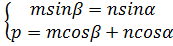 msinβ = nsinα
p = mcosβ + ncosα